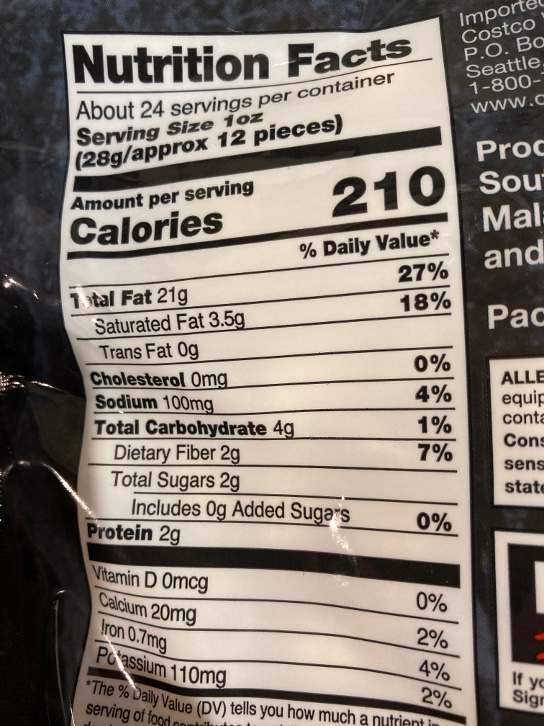 Nutrition Facts
About 24 servings per container
Serving Size 1oz
(28g/approx 12 pieces)
Amount per serving
Calories 210
% Daily Value*
Total Fat 21g 27%
Saturated Fat 3.5g 18%
Trans Fat 0g
Cholesterol 0mg 0%
Sodium 100mg 4%
Total Carbohydrate 4g 1%
Dietary Fiber 2g 7%
Total Sugars 2g
Includes 0g Added Sugars 0%
Protein 2g
Vitamin D 0mcg 0%
Calcium 20mg 2%
Iron 0.7mg 4%
Potassium 110mg 2%
*The % Daily Value (DV) tells you how much a nutrient in
serving of food
Imported
Costco
P.O. Bo
Seattle,
1-800-
www.c
Proc
Sou
Mal
and
Pac
ALLE
equip
conta
Cons
sens
state
If yo
Sign